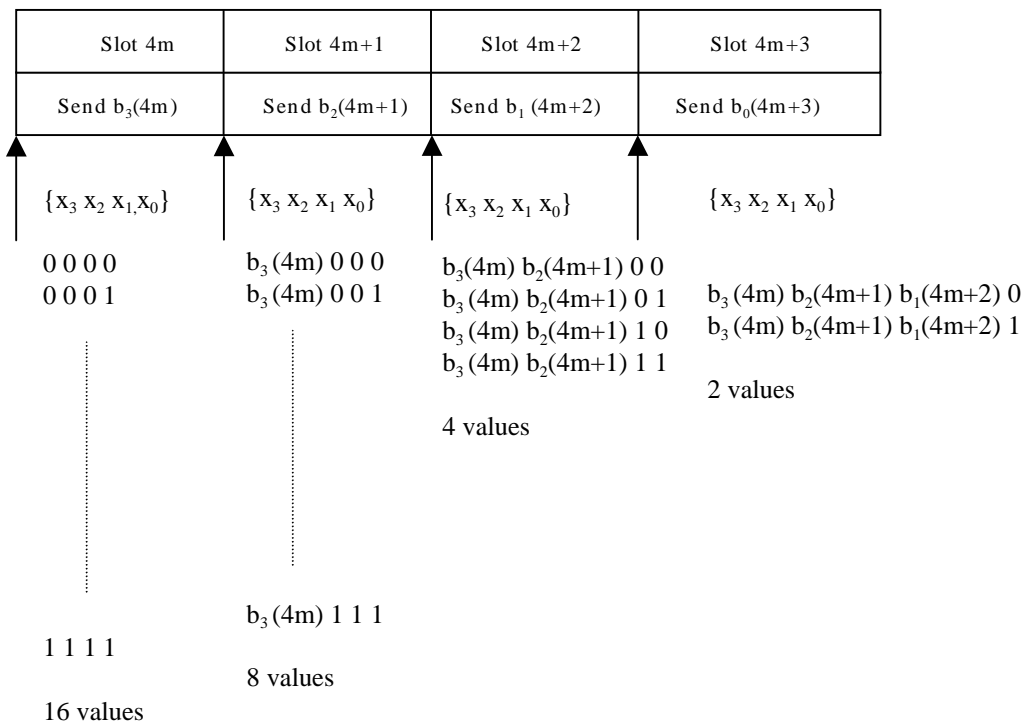 Slot 4m Slot 4m+1 Slot 4m+2 Slot 4m+3
Send b₃(4m) Send b₂(4m+1) Send b₁ (4m+2) Send b₀(4m+3)
{x₃ x₂ x₁,x₀}
0 0 0 0
0 0 0 1
1 1 1 1
16 values
{x₃ x₂ x₁ x₀}
b₃(4m) 0 0 0
b₃(4m) 0 0 1
b₃(4m) 1 1 1
8 values
{x₃ x₂ x₁ x₀}
b₃(4m) b₂(4m+1) 0 0
b₃(4m) b₂(4m+1) 0 1
b₃(4m) b₂(4m+1) 1 0
b₃(4m) b₂(4m+1) 1 1
4 values
{x₃ x₂ x₁ x₀}
b₃(4m) b₂(4m+1) b₁(4m+2) 0
b₃(4m) b₂(4m+1) b₁(4m+2) 1
2 values